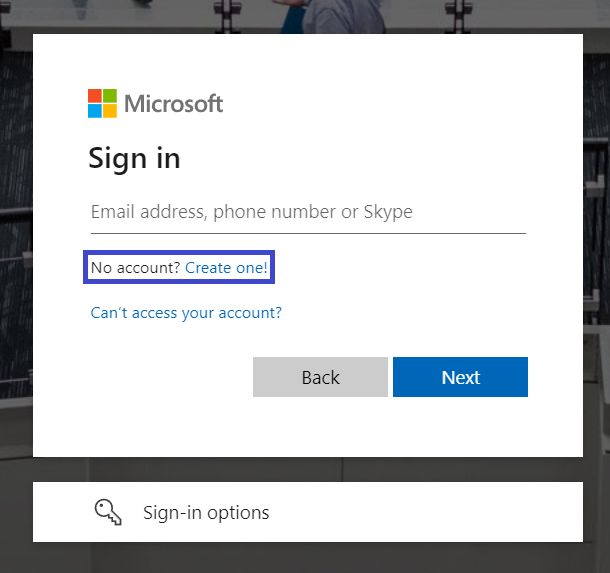 Microsoft
Sign in
Email address, phone number or Skype
No account? Create one!
Can't access your account?
Back Next
Sign-in options